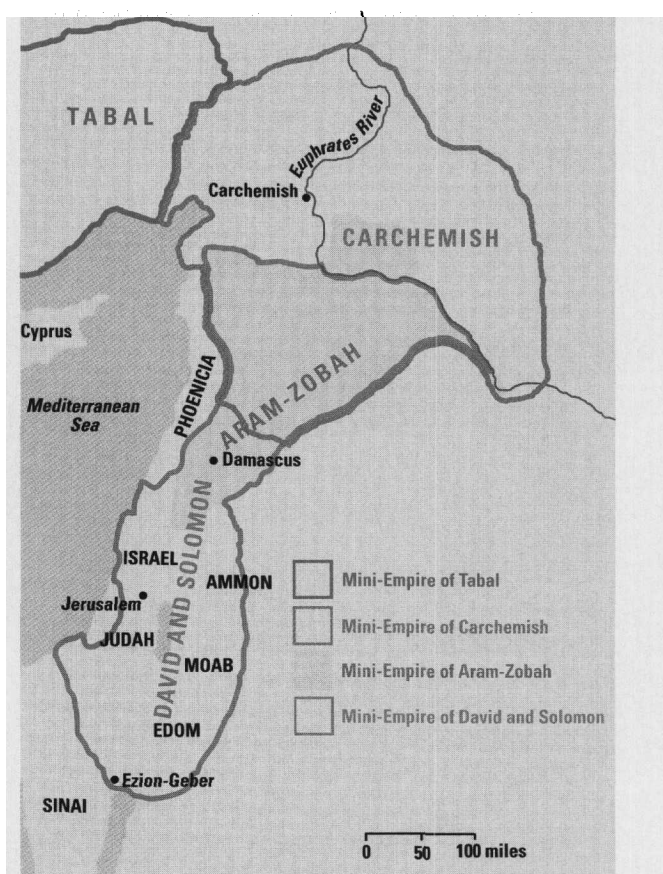 TABAL
Euphrates River
Carchemish
CARCHEMISH
Cyprus
PHOENICIA
ARAM-ZOBAH
Mediterranean
Sea
Damascus
DAVID AND SOLOMON
ISRAEL
AMMON
Mini-Empire of Tabal
Jerusalem
Mini-Empire of Carchemish
JUDAH
MOAB
Mini-Empire of Aram-Zobah
Mini-Empire of David and Solomon
EDOM
Ezion-Geber
SINAI
0 50 100 miles